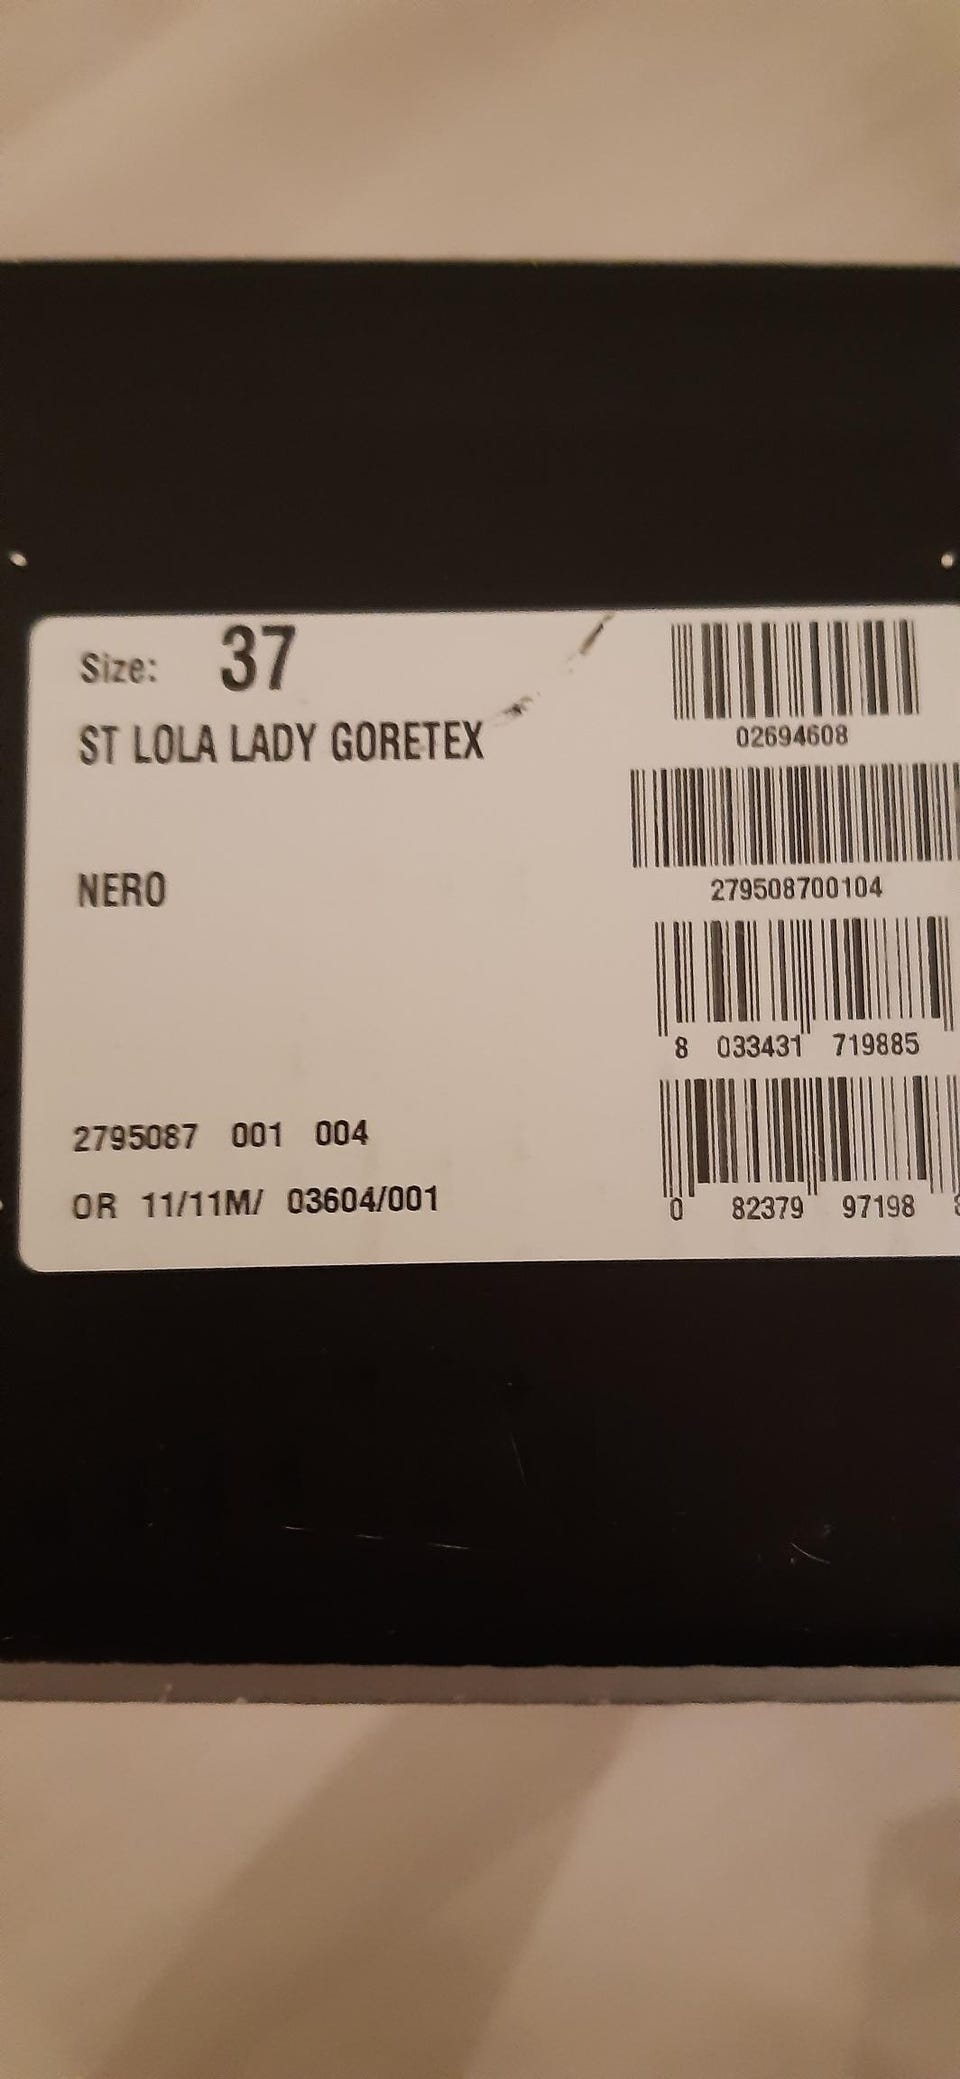 Size: 37
ST LOLA LADY GORETEX
NERO
2795087 001 004
OR 11/11M/ 03604/001
02694608
279508700104
8 033431 719885
0 82379 97198